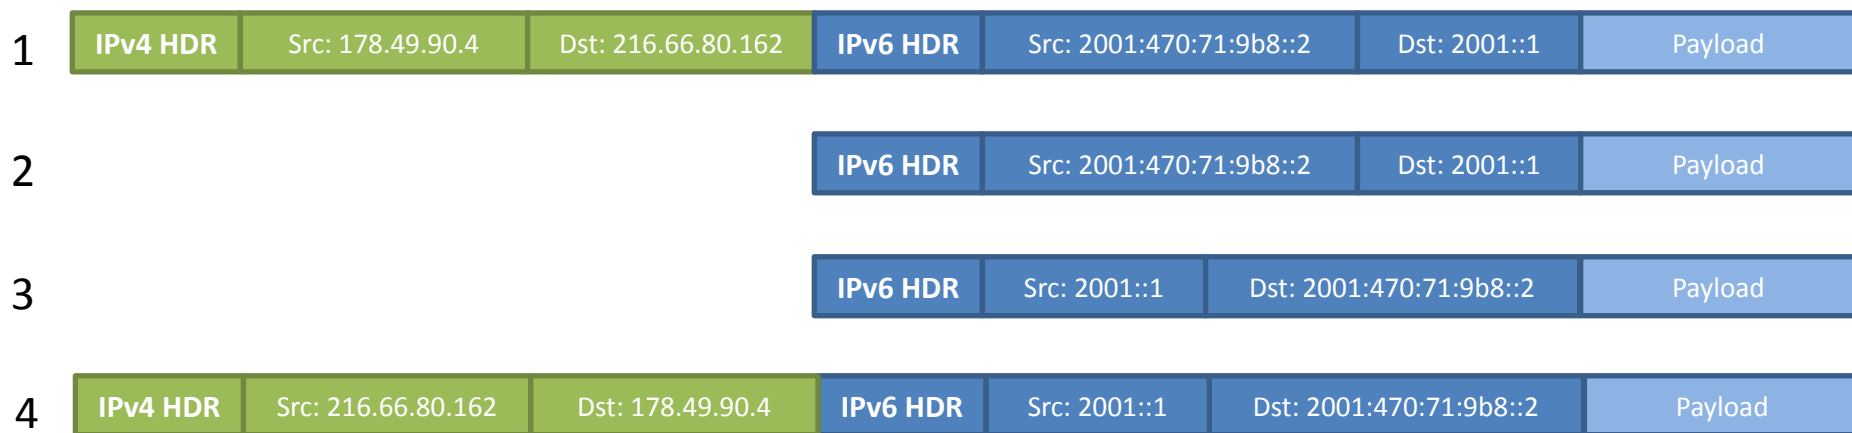 1 IPv4 HDR Src: 178.49.90.4 Dst: 216.66.80.162 IPv6 HDR Src: 2001:470:71:9b8::2 Dst: 2001::1 Payload
2 IPv6 HDR Src: 2001:470:71:9b8::2 Dst: 2001::1 Payload
3 IPv6 HDR Src: 2001::1 Dst: 2001:470:71:9b8::2 Payload
4 IPv4 HDR Src: 216.66.80.162 Dst: 178.49.90.4 IPv6 HDR Src: 2001::1 Dst: 2001:470:71:9b8::2 Payload